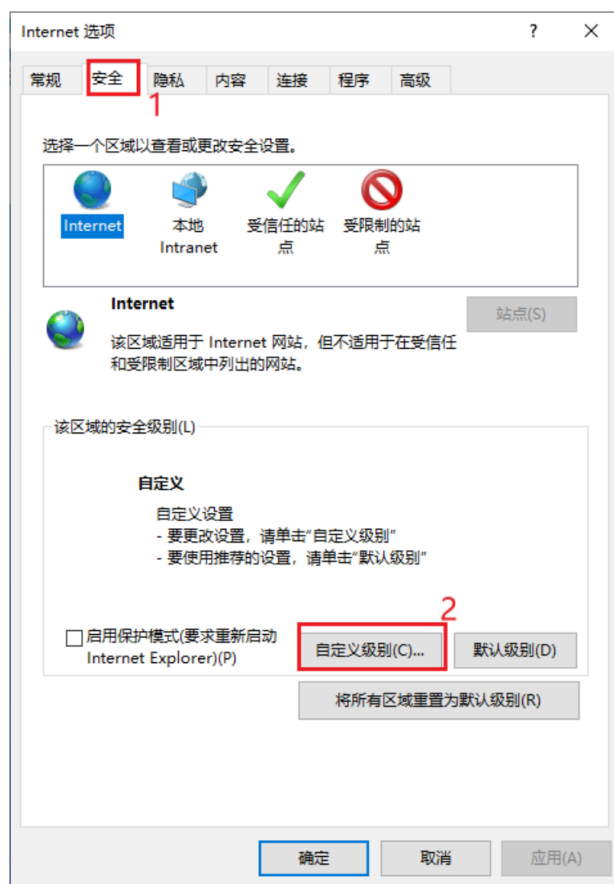 Internet 选项
?
常规 安全 隐私 内容 连接 程序 高级
1
选择一个区域以查看或更改安全设置。
Internet 本地 Intranet 受信任的站点 受限制的站点
Internet
站点(S)
该区域适用于 Internet 网站，但不适用于在受信任
和受限制区域中列出的网站。
该区域的安全级别(L)
自定义
自定义设置
- 要更改设置，请单击“自定义级别”
- 要使用推荐的设置，请单击“默认级别”
2
启用保护模式(要求重新启动
Internet Explorer)(P)
自定义级别(C)... 默认级别(D)
将所有区域重置为默认级别(R)
确定 取消 应用(A)